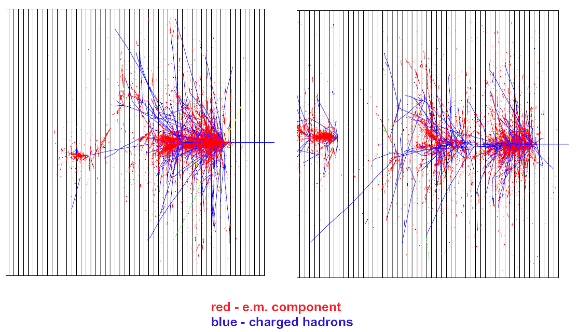 red - e.m. component
blue - charged hadrons